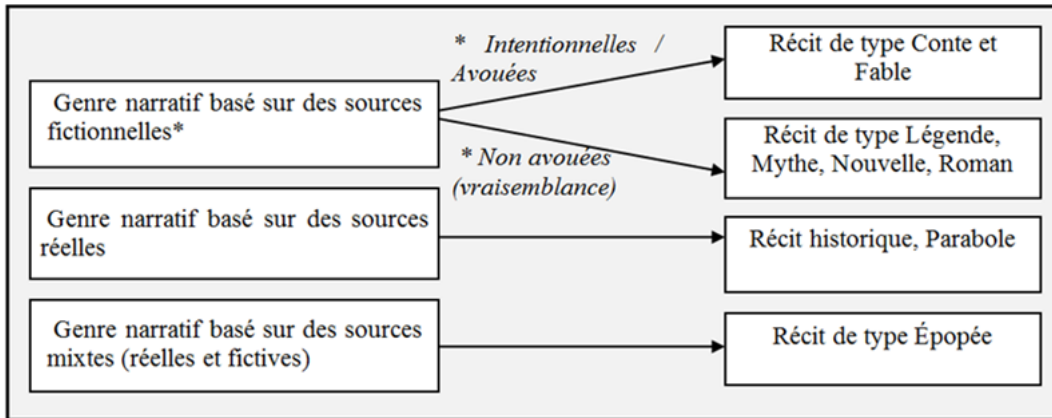 * Intentionnelles /
Avouées
Récit de type Conte et
Fable
Genre narratif basé sur des sources
fictionnelles*
* Non avouées
(vraisemblance)
Récit de type Légende,
Mythe, Nouvelle, Roman
Genre narratif basé sur des sources
réelles
Récit historique, Parabole
Genre narratif basé sur des sources
mixtes (réelles et fictives)
Récit de type Épopée